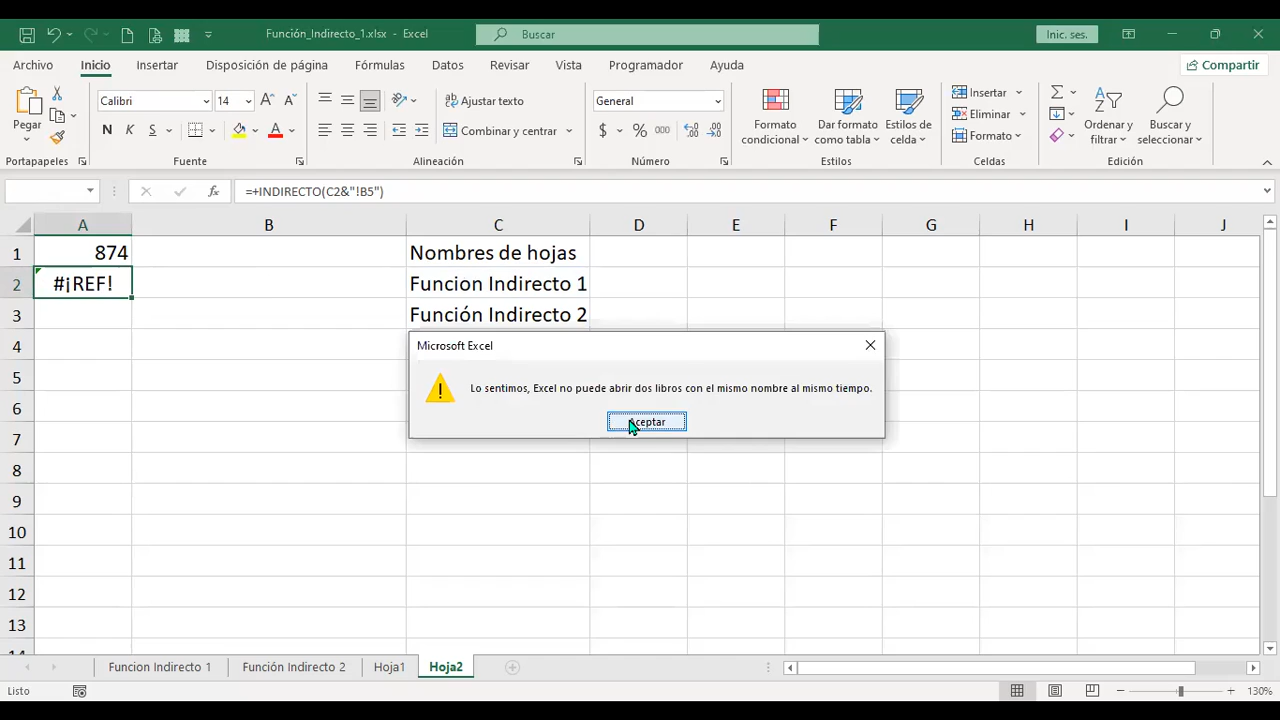 Función_Indirecto_1.xlsx - Excel
Buscar
Inic. ses.
Archivo Inicio Insertar Disposición de página Fórmulas Datos Revisar Vista Programador Ayuda
Compartir
Pegar
Portapapeles
Calibri 14
N K S
Fuente
Ajustar texto
Combinar y centrar
Alineación
General
$ % 000
Número
Formato condicional
Dar formato como tabla
Estilos de celda
Estilos
Insertar
Eliminar
Formato
Celdas
Ordenar y filtrar
Buscar y seleccionar
Edición
fx =+INDIRECTO(C2&"!B5")
A B C D E F G H I J
1 874 Nombres de hojas
2 #¡REF! Funcion Indirecto 1
3 Función Indirecto 2
4
5
6
7
8
9
10
11
12
13
14
Microsoft Excel
Lo sentimos, Excel no puede abrir dos libros con el mismo nombre al mismo tiempo.
Aceptar
Funcion Indirecto 1 Función Indirecto 2 Hoja1 Hoja2
Listo
130%